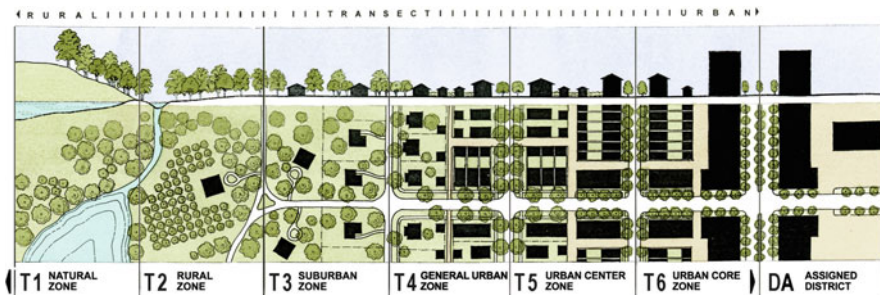 RURAL TRANSECT URBAN
T1 NATURAL ZONE
T2 RURAL ZONE
T3 SUBURBAN ZONE
T4 GENERAL URBAN ZONE
T5 URBAN CENTER ZONE
T6 URBAN CORE ZONE
DA ASSIGNED DISTRICT